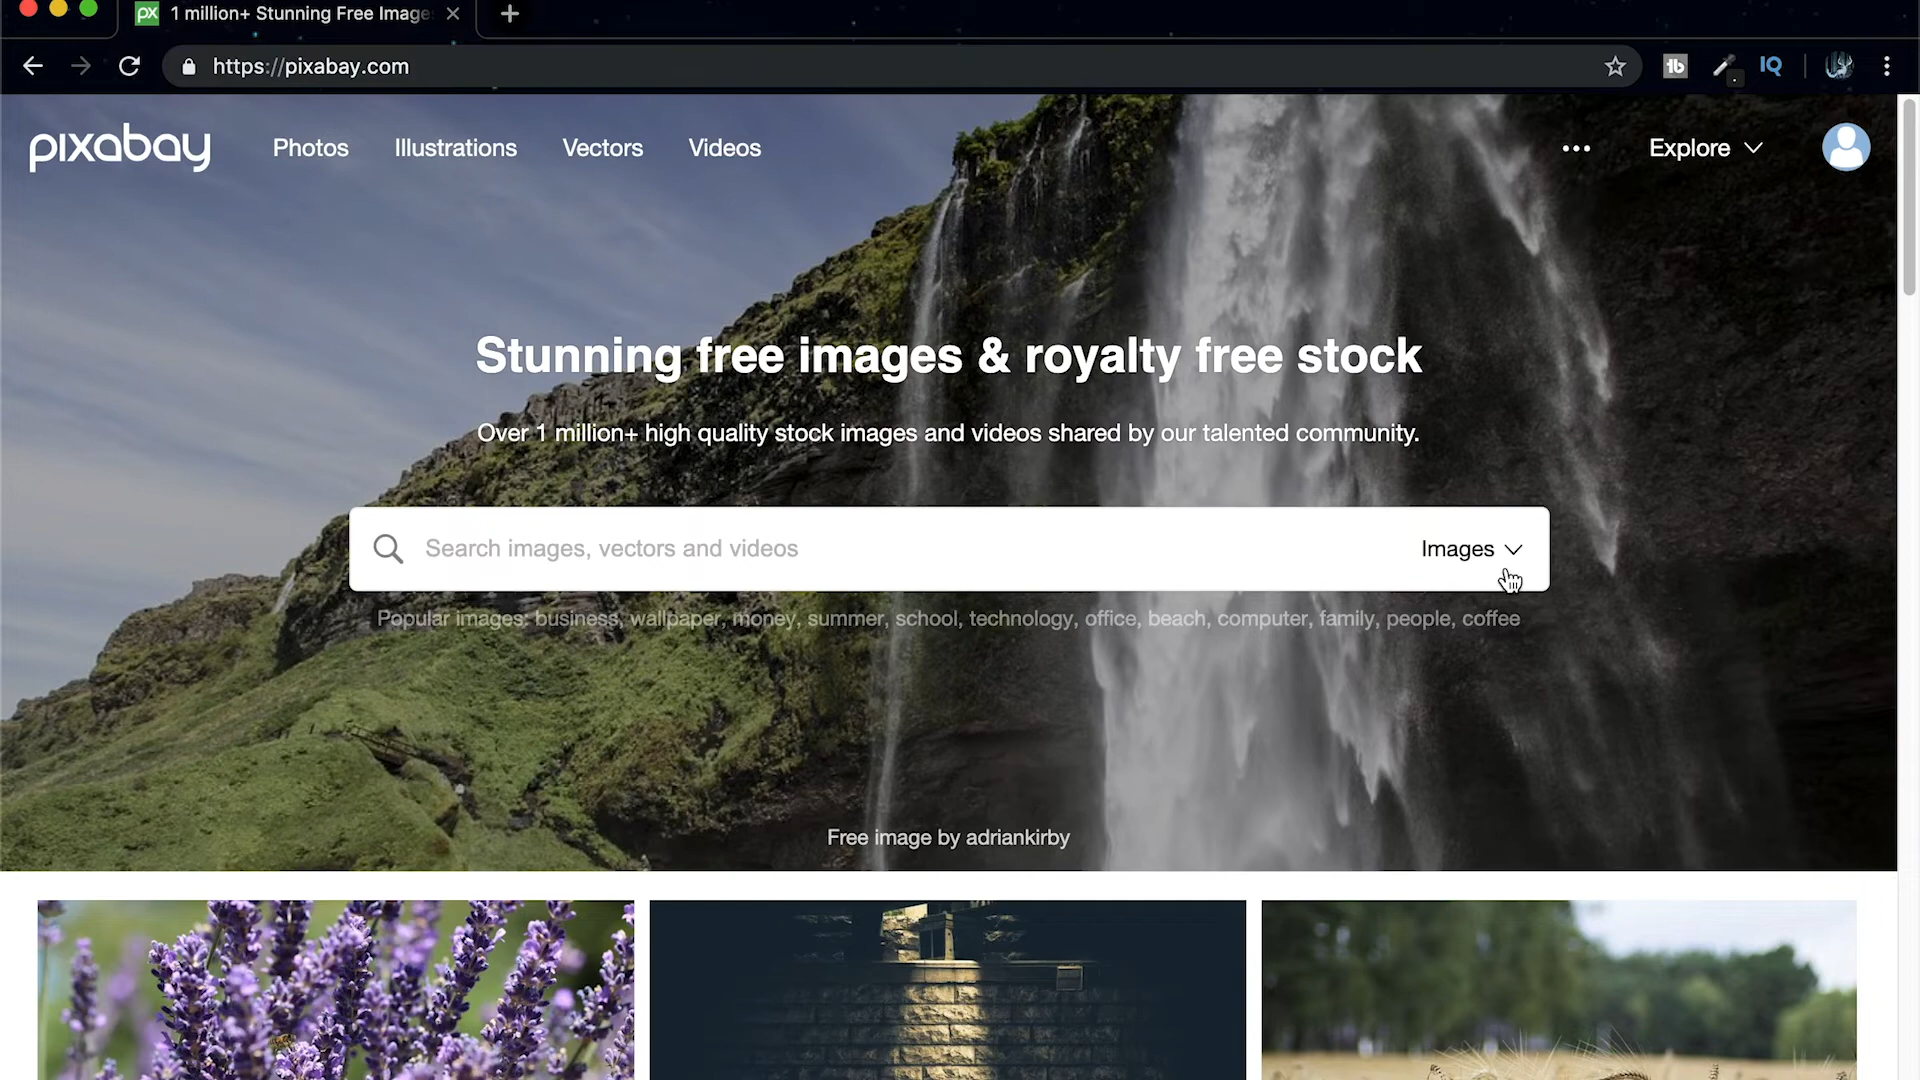 1 million+ Stunning Free Image
https://pixabay.com
pixabay
Photos
Illustrations
Vectors
Videos
Explore
Stunning free images & royalty free stock
Over 1 million+ high quality stock images and videos shared by our talented community.
Search images, vectors and videos
Images
Popular images: business, wallpaper, money, summer, school, technology, office, beach, computer, family, people, coffee
Free image by adriankirby
px
tb
IQ